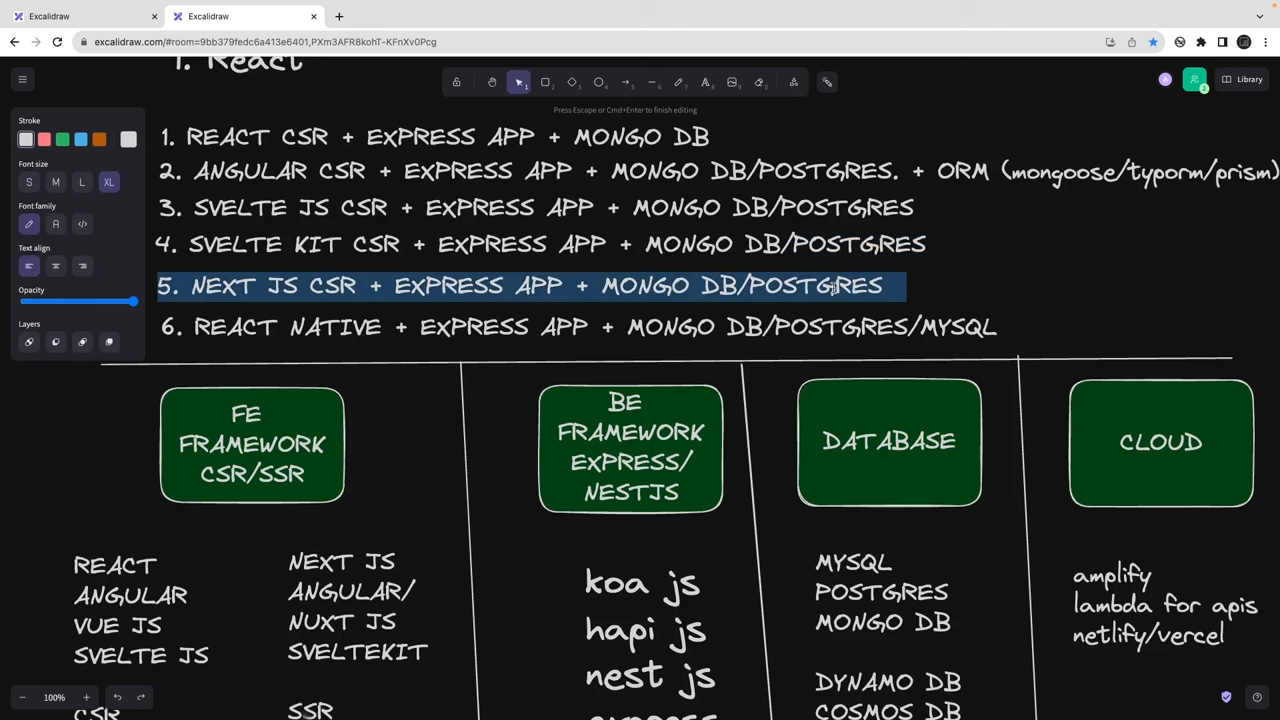 Excalidraw
Excalidraw
excalidraw.com/#room=9bb379fedc6a413e6401,PXm3AFR8kohT-KFnXv0Pcg
1. React
Library
Press Escape or Cmd+Enter to finish editing
Stroke
Font size
S M L XL
Font family
Text align
Opacity
Layers
1. REACT CSR + EXPRESS APP + MONGO DB
2. ANGULAR CSR + EXPRESS APP + MONGO DB/POSTGRES. + ORM (mongoose/typorm/prism)
3. SVELTE JS CSR + EXPRESS APP + MONGO DB/POSTGRES
4. SVELTE KIT CSR + EXPRESS APP + MONGO DB/POSTGRES
5. NEXT JS CSR + EXPRESS APP + MONGO DB/POSTGRES
6. REACT NATIVE + EXPRESS APP + MONGO DB/POSTGRES/MYSQL
FE
FRAMEWORK
CSR/SSR
BE
FRAMEWORK
EXPRESS/
NESTJS
DATABASE
CLOUD
REACT
ANGULAR
VUE JS
SVELTE JS
CSR
NEXT JS
ANGULAR/
NUXT JS
SVELTEKIT
SSR
koa js
hapi js
nest js
express
MYSQL
POSTGRES
MONGO DB
DYNAMO DB
COSMOS DB
amplify
lambda for apis
netlify/vercel
100%